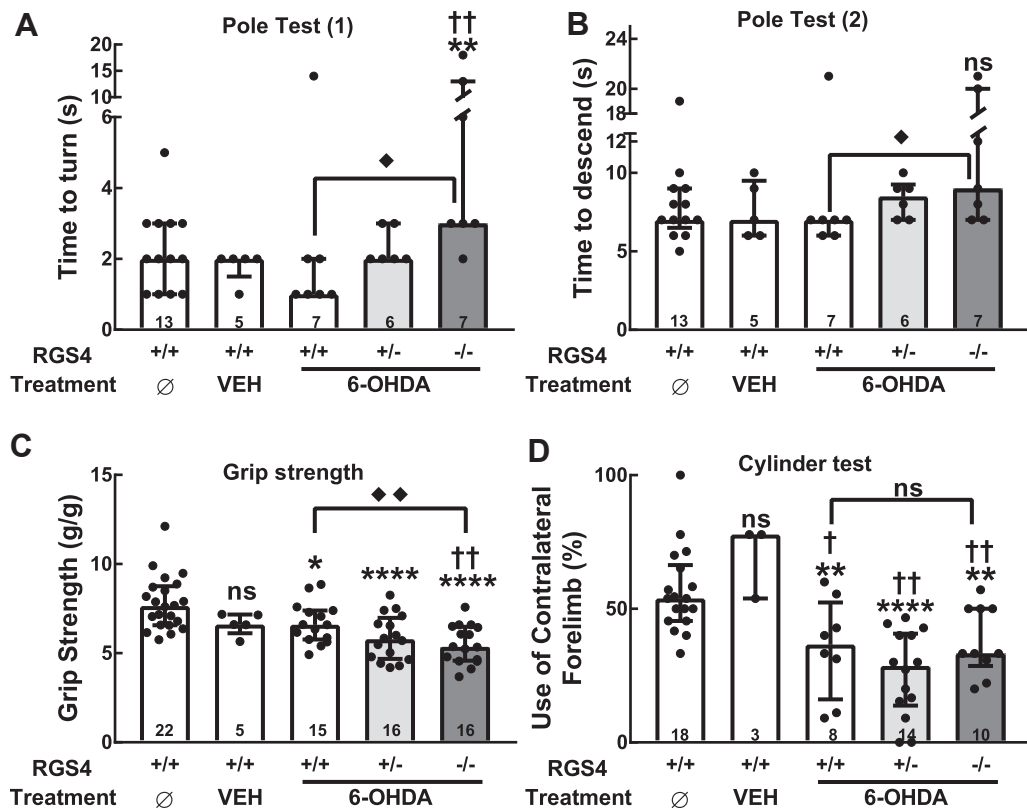 A
Pole Test (1)
Time to turn (s)
20
15
10
6
4
2
0
††
**
◆
13
5
7
6
7
RGS4 +/+ +/+ +/+ +/- -/-
Treatment ∅ VEH 6-OHDA
B
Pole Test (2)
Time to descend (s)
24
20
18
12
10
5
0
ns
◆
13
5
7
6
7
RGS4 +/+ +/+ +/+ +/- -/-
Treatment ∅ VEH 6-OHDA
C
Grip strength
Grip Strength (g/g)
15
10
5
0
◆ ◆
ns
*
****
††
****
22
5
15
16
16
RGS4 +/+ +/+ +/+ +/- -/-
Treatment ∅ VEH 6-OHDA
D
Cylinder test
Use of Contralateral
Forelimb (%)
100
50
0
ns
ns
†
**
††
****
††
**
18
3
8
14
10
RGS4 +/+ +/+ +/+ +/- -/-
Treatment ∅ VEH 6-OHDA